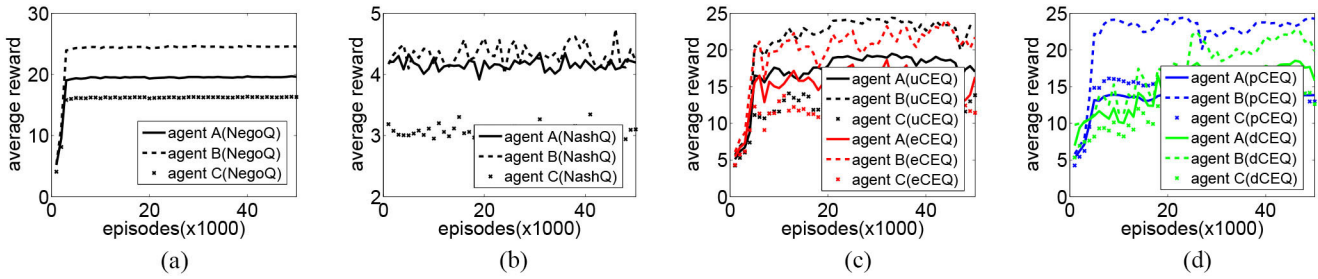 average reward
30
20
10
0
0
20
40
episodes(x1000)
agent A(NegoQ)
agent B(NegoQ)
agent C(NegoQ)
(a)
average reward
5
4
3
2
0
20
40
episodes(x1000)
agent A(NashQ)
agent B(NashQ)
agent C(NashQ)
(b)
average reward
25
20
15
10
5
0
0
20
40
episodes(x1000)
agent A(uCEQ)
agent B(uCEQ)
agent C(uCEQ)
agent A(eCEQ)
agent B(eCEQ)
agent C(eCEQ)
(c)
average reward
25
20
15
10
5
0
0
20
40
episodes(x1000)
agent A(pCEQ)
agent B(pCEQ)
agent C(pCEQ)
agent A(dCEQ)
agent B(dCEQ)
agent C(dCEQ)
(d)